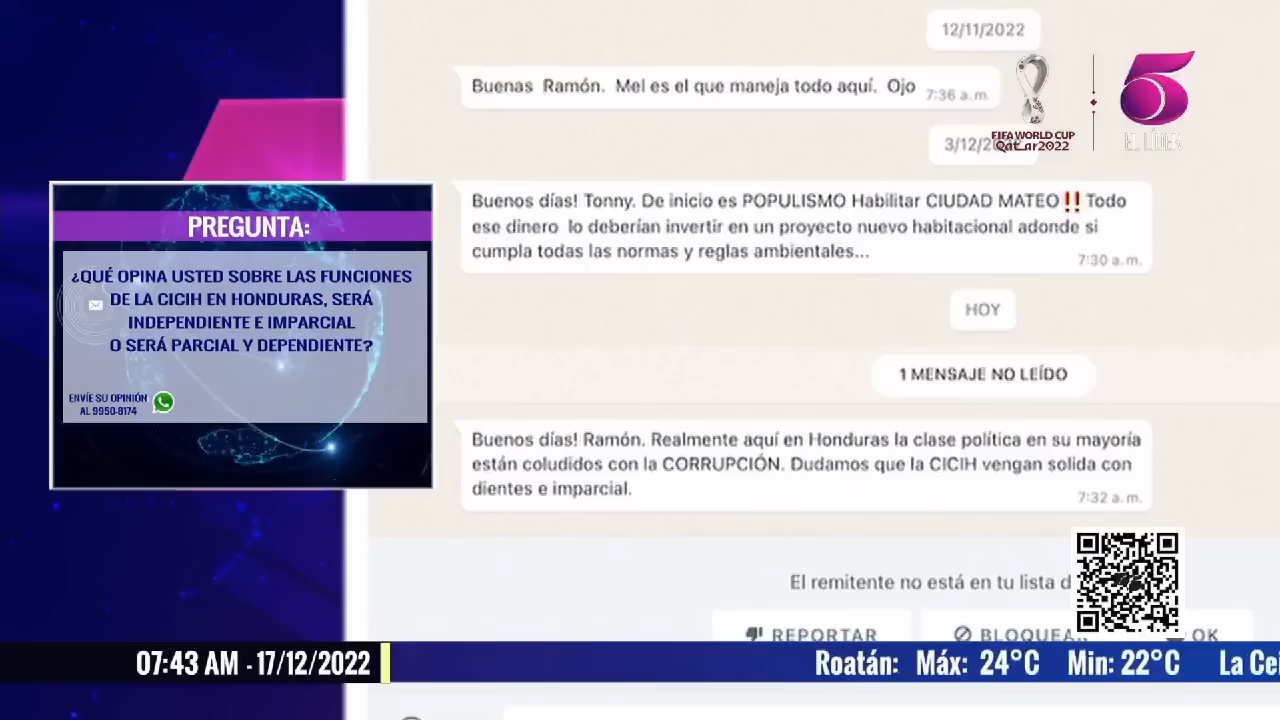 12/11/2022
Buenas Ramón. Mel es el que maneja todo aquí. Ojo
7:36 a.m.
FIFA WORLD CUP
Qatar2022
5
EL LÍDER
3/12/2
Buenos días! Tonny. De inicio es POPULISMO Habilitar CIUDAD MATEO‼️ Todo
ese dinero lo deberían invertir en un proyecto nuevo habitacional adonde si
cumpla todas las normas y reglas ambientales...
7:30 a.m.
HOY
1 MENSAJE NO LEÍDO
Buenos días! Ramón. Realmente aquí en Honduras la clase política en su mayoría
están coludidos con la CORRUPCIÓN. Dudamos que la CICIH vengan solida con
dientes e imparcial.
7:32 a.m.
El remitente no está en tu lista d
REPORTAR
BLOQUEAR
OK
PREGUNTA:
¿QUÉ OPINA USTED SOBRE LAS FUNCIONES
DE LA CICIH EN HONDURAS, SERÁ
INDEPENDIENTE E IMPARCIAL
O SERÁ PARCIAL Y DEPENDIENTE?
ENVÍE SU OPINIÓN
AL 9950-8174
07:43 AM - 17/12/2022
Roatán: Máx: 24°C Min: 22°C La Cei